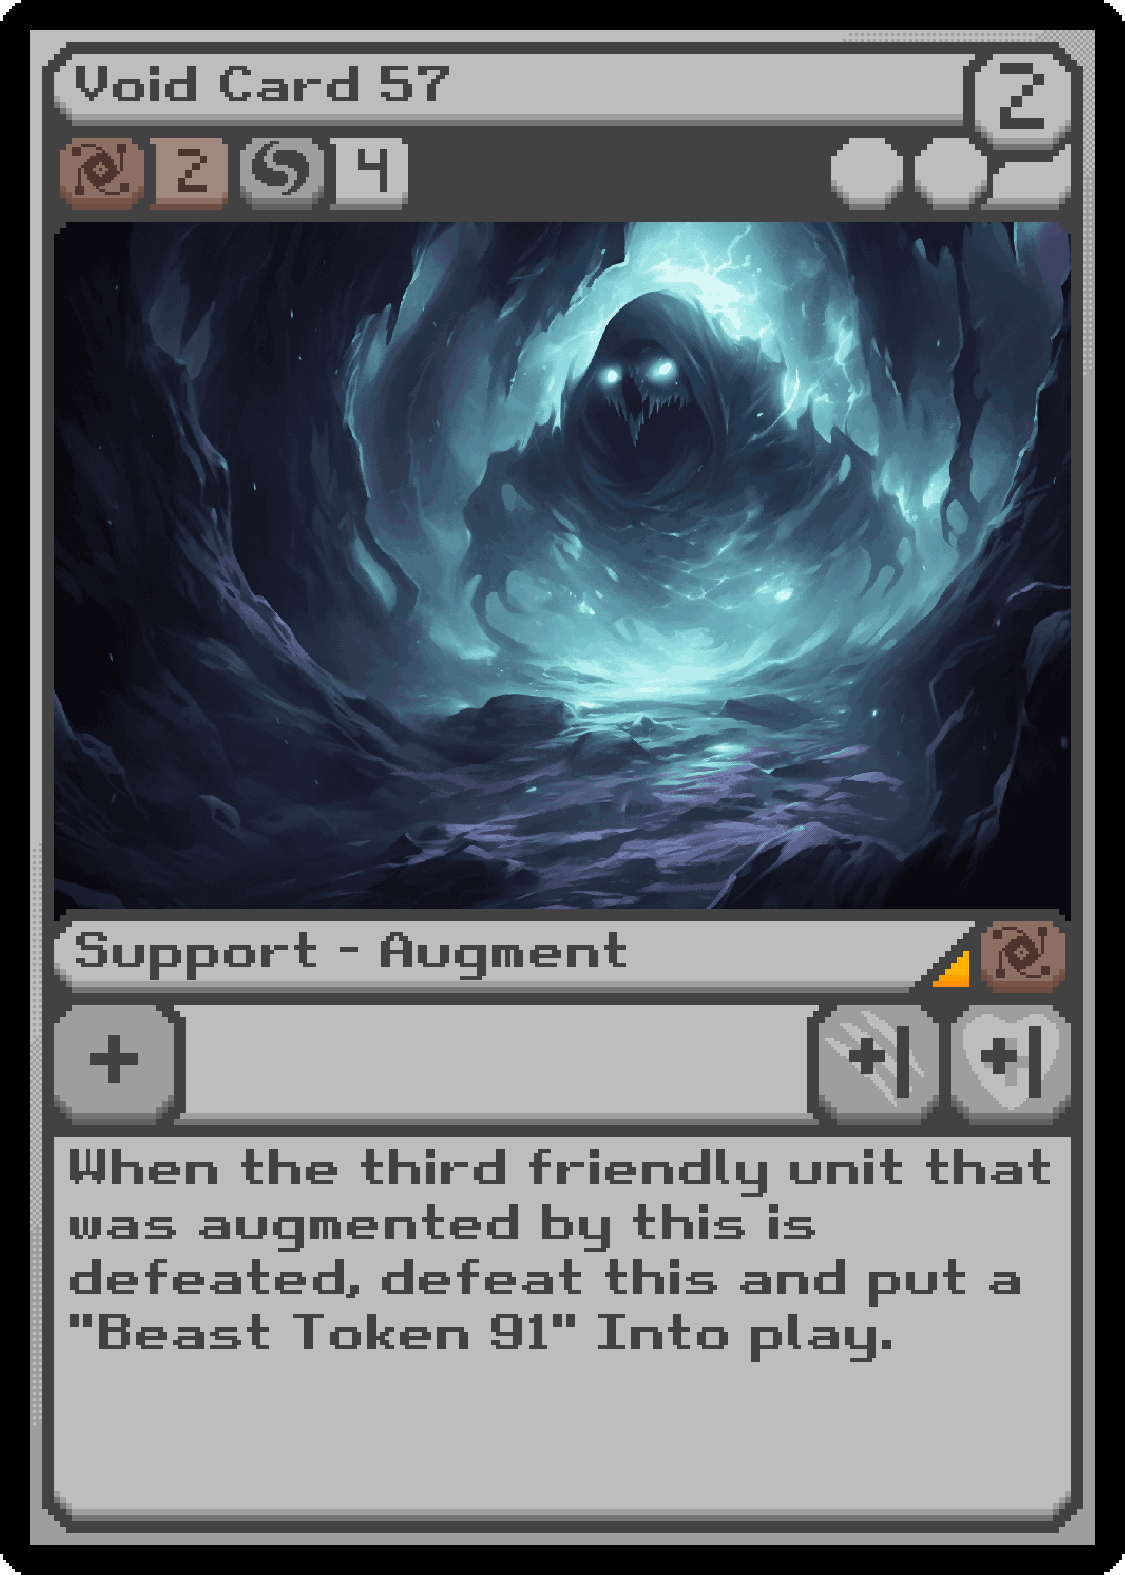 Void Card 57
2
2 4
Support - Augment
+ +1 +1
When the third friendly unit that
was augmented by this is
defeated, defeat this and put a
"Beast Token 91" Into play.